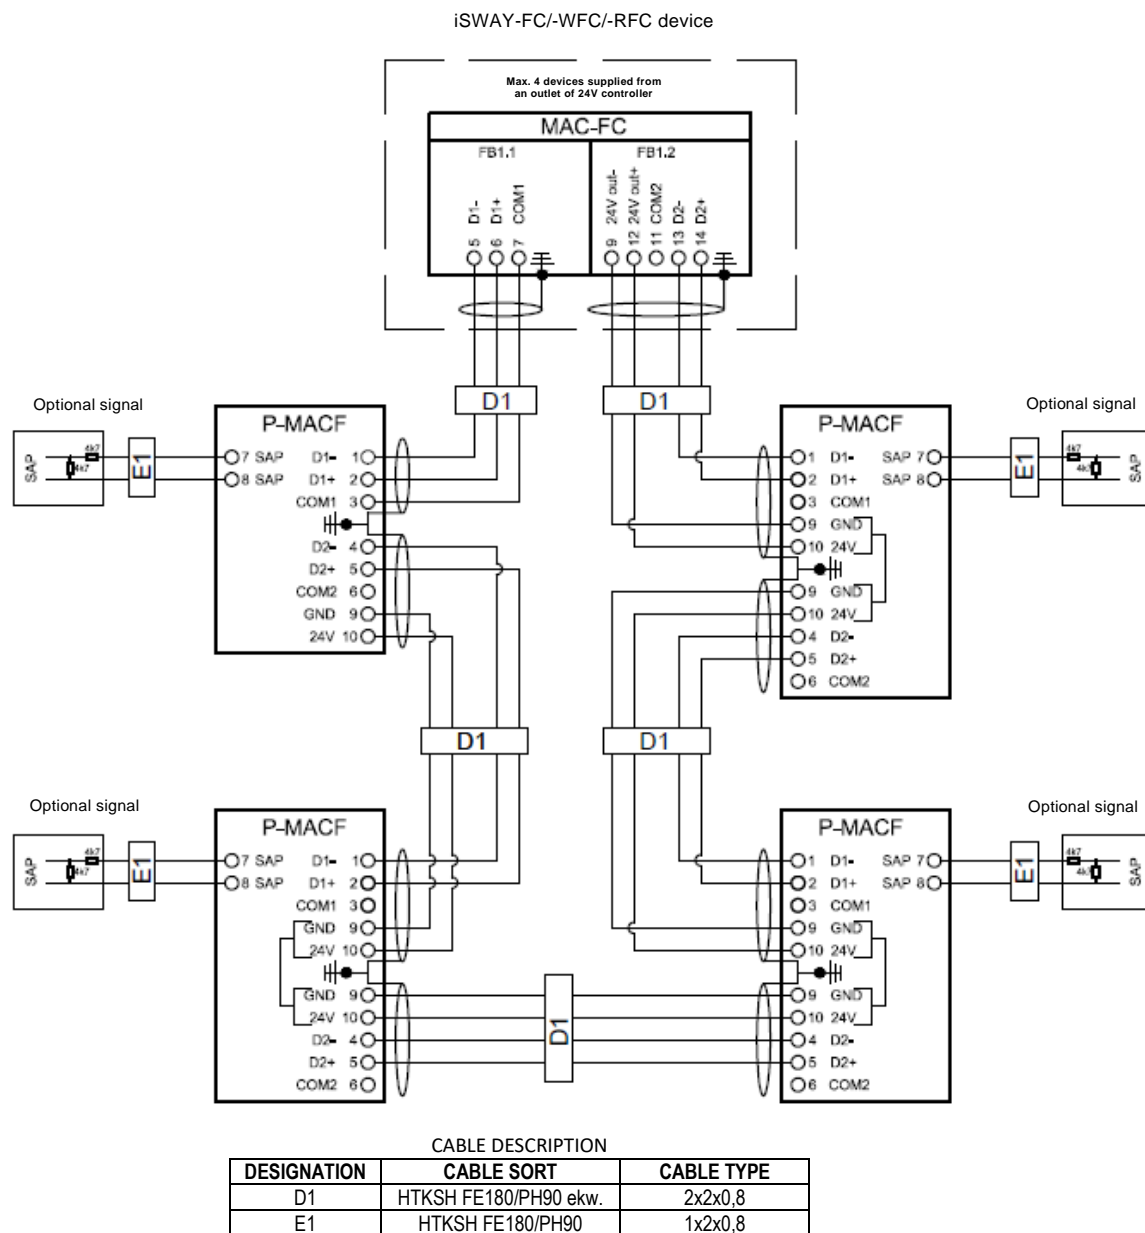 iSWAY-FC/-WFC/-RFC device
Max. 4 devices supplied from
an outlet of 24V controller
MAC-FC
FB1.1
FB1.2
5 D1-
6 D1+
7 COM1
9 24V out-
12 24V out+
11 COM2
13 D2-
14 D2+
D1
D1
Optional signal
SAP
4k7
4k7
E1
P-MACF
7 SAP
8 SAP
D1- 1
D1+ 2
COM1 3
D2- 4
D2+ 5
COM2 6
GND 9
24V 10
P-MACF
1 D1-
2 D1+
3 COM1
9 GND
10 24V
9 GND
10 24V
4 D2-
5 D2+
6 COM2
SAP 7
SAP 8
Optional signal
E1
4k7
4k7
SAP
D1
D1
Optional signal
SAP
4k7
4k7
E1
P-MACF
7 SAP
8 SAP
D1- 1
D1+ 2
COM1 3
GND 9
24V 10
GND 9
24V 10
D2- 4
D2+ 5
COM2 6
D1
P-MACF
1 D1-
2 D1+
3 COM1
9 GND
10 24V
9 GND
10 24V
4 D2-
5 D2+
6 COM2
SAP 7
SAP 8
Optional signal
E1
4k7
4k7
SAP
CABLE DESCRIPTION
DESIGNATION CABLE SORT CABLE TYPE
D1 HTKSH FE180/PH90 ekw. 2x2x0,8
E1 HTKSH FE180/PH90 1x2x0,8